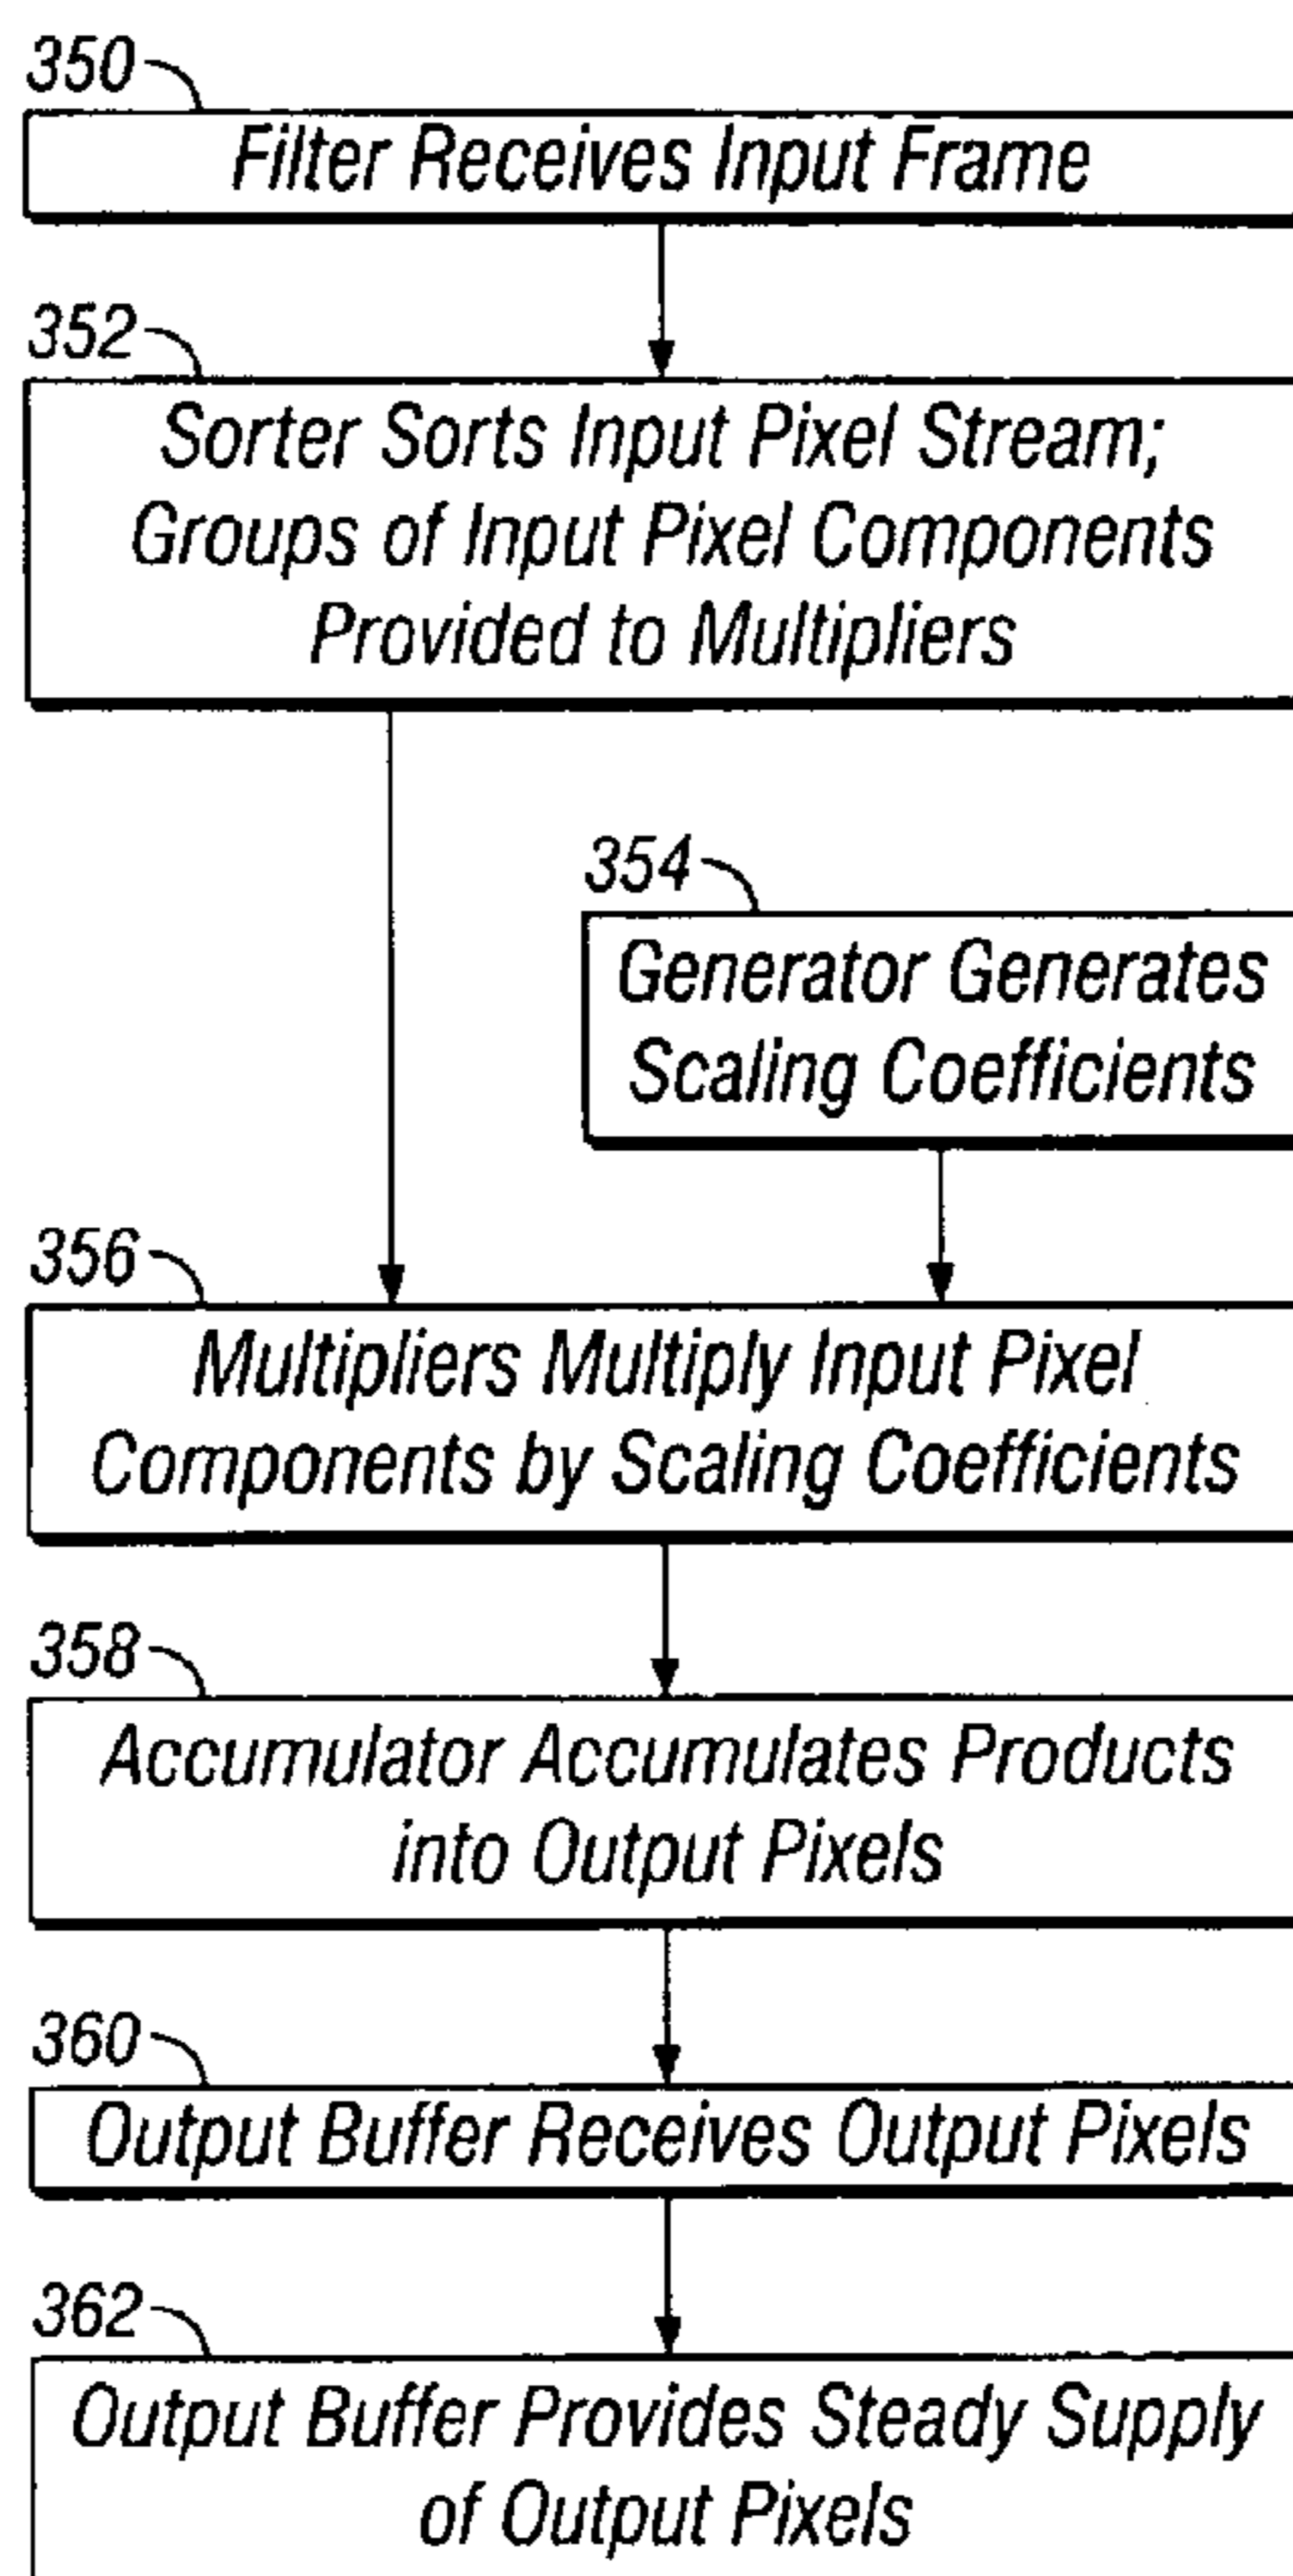 350
Filter Receives Input Frame
352
Sorter Sorts Input Pixel Stream;
Groups of Input Pixel Components
Provided to Multipliers
354
Generator Generates
Scaling Coefficients
356
Multipliers Multiply Input Pixel
Components by Scaling Coefficients
358
Accumulator Accumulates Products
into Output Pixels
360
Output Buffer Receives Output Pixels
362
Output Buffer Provides Steady Supply
of Output Pixels